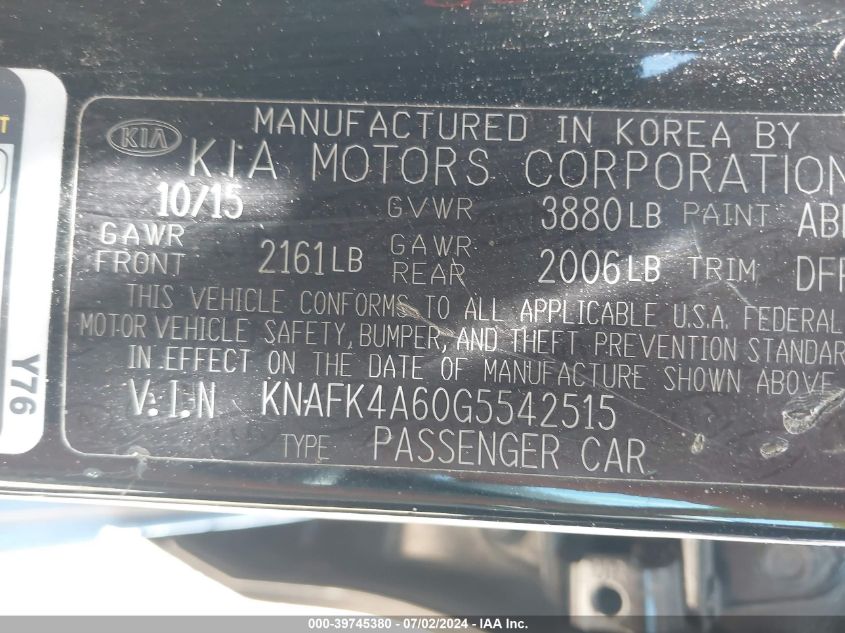 KIA
MANUFACTURED IN KOREA BY
KIA MOTORS CORPORATION
10/15 GVWR 3880LB PAINT
GAWR FRONT 2161LB GAWR REAR 2006LB TRIM
THIS VEHICLE CONFORMS TO ALL APPLICABLE U.S.A. FEDERAL
MOTOR VEHICLE SAFETY, BUMPER, AND THEFT PREVENTION STANDAR
IN EFFECT ON THE DATE OF MANUFACTURE SHOWN ABOVE
V.I.N KNAFK4A60G5542515
TYPE PASSENGER CAR
Y76
000-39745380 / 07/02/2024 - IAA Inc.